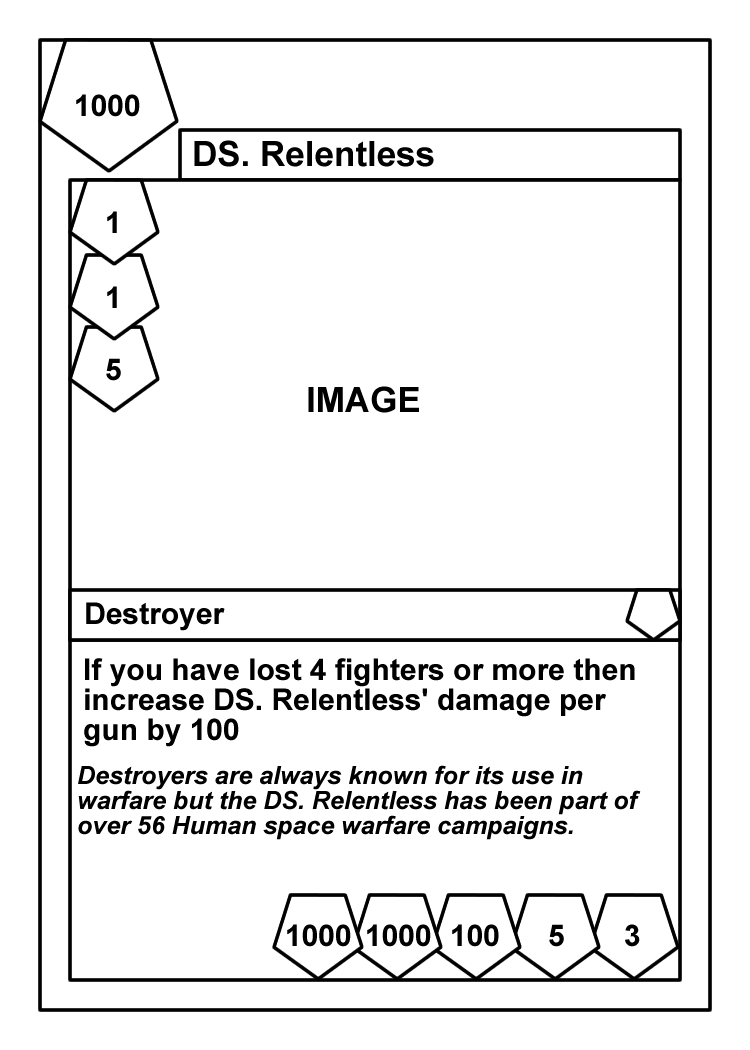 1000
DS. Relentless
1
1
5
IMAGE
Destroyer
If you have lost 4 fighters or more then
increase DS. Relentless' damage per
gun by 100
Destroyers are always known for its use in
warfare but the DS. Relentless has been part of
over 56 Human space warfare campaigns.
1000 1000 100 5 3